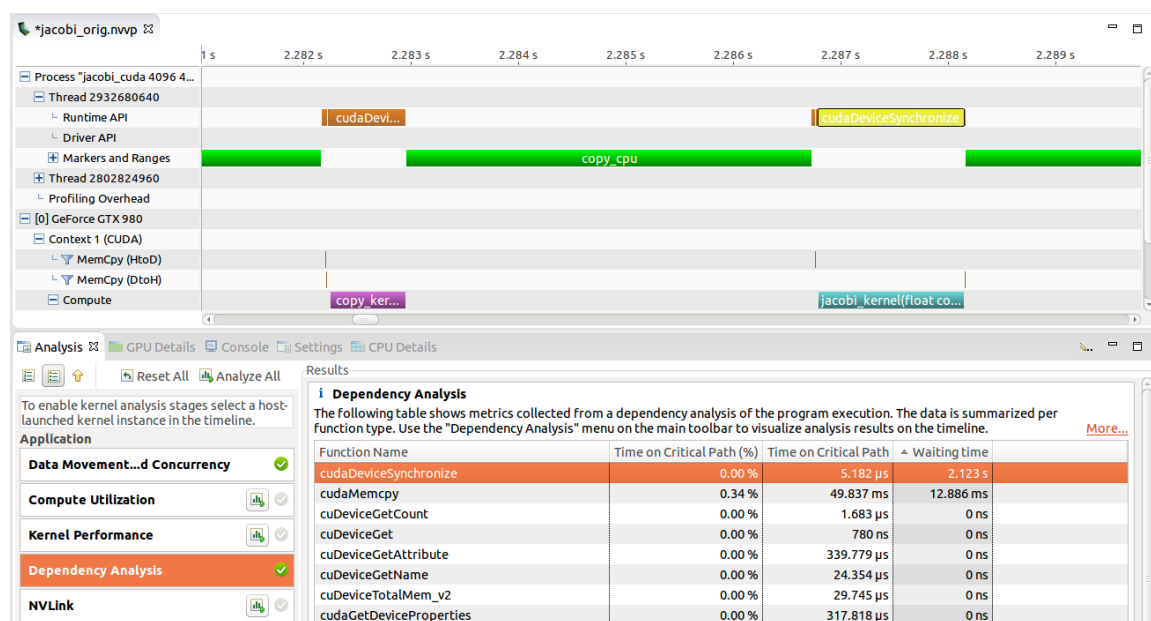 *jacobi_orig.nvvp
1 s 2.282 s 2.283 s 2.284 s 2.285 s 2.286 s 2.287 s 2.288 s 2.289 s
Process "jacobi_cuda 4096 4...
Thread 2932680640
Runtime API cudaDevi... cudaDeviceSynchronize
Driver API
Markers and Ranges copy_cpu
Thread 2802824960
Profiling Overhead
[0] GeForce GTX 980
Context 1 (CUDA)
MemCpy (HtoD)
MemCpy (DtoH)
Compute copy_ker... jacobi_kernel(float co...
Analysis GPU Details Console Settings CPU Details
Reset All Analyze All
To enable kernel analysis stages select a host-
launched kernel instance in the timeline.
Application
Data Movement...d Concurrency
Compute Utilization
Kernel Performance
Dependency Analysis
NVLink
Results
i Dependency Analysis
The following table shows metrics collected from a dependency analysis of the program execution. The data is summarized per
function type. Use the "Dependency Analysis" menu on the main toolbar to visualize analysis results on the timeline. More...
Function Name Time on Critical Path (%) Time on Critical Path Waiting time
cudaDeviceSynchronize 0.00 % 5.182 µs 2.123 s
cudaMemcpy 0.34 % 49.837 ms 12.886 ms
cuDeviceGetCount 0.00 % 1.683 µs 0 ns
cuDeviceGet 0.00 % 780 ns 0 ns
cuDeviceGetAttribute 0.00 % 339.779 µs 0 ns
cuDeviceGetName 0.00 % 24.354 µs 0 ns
cuDeviceTotalMem_v2 0.00 % 29.745 µs 0 ns
cudaGetDeviceProperties 0.00 % 317.818 µs 0 ns